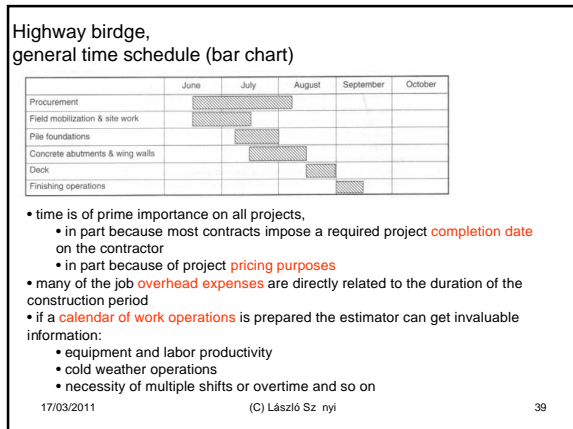 Highway birdge,
general time schedule (bar chart)
June July August September October
Procurement
Field mobilization & site work
Pile foundations
Concrete abutments & wing walls
Deck
Finishing operations
• time is of prime importance on all projects,
• in part because most contracts impose a required project completion date
on the contractor
• in part because of project pricing purposes
• many of the job overhead expenses are directly related to the duration of the
construction period
• if a calendar of work operations is prepared the estimator can get invaluable
information:
• equipment and labor productivity
• cold weather operations
• necessity of multiple shifts or overtime and so on
17/03/2011 (C) László Sz nyi 39